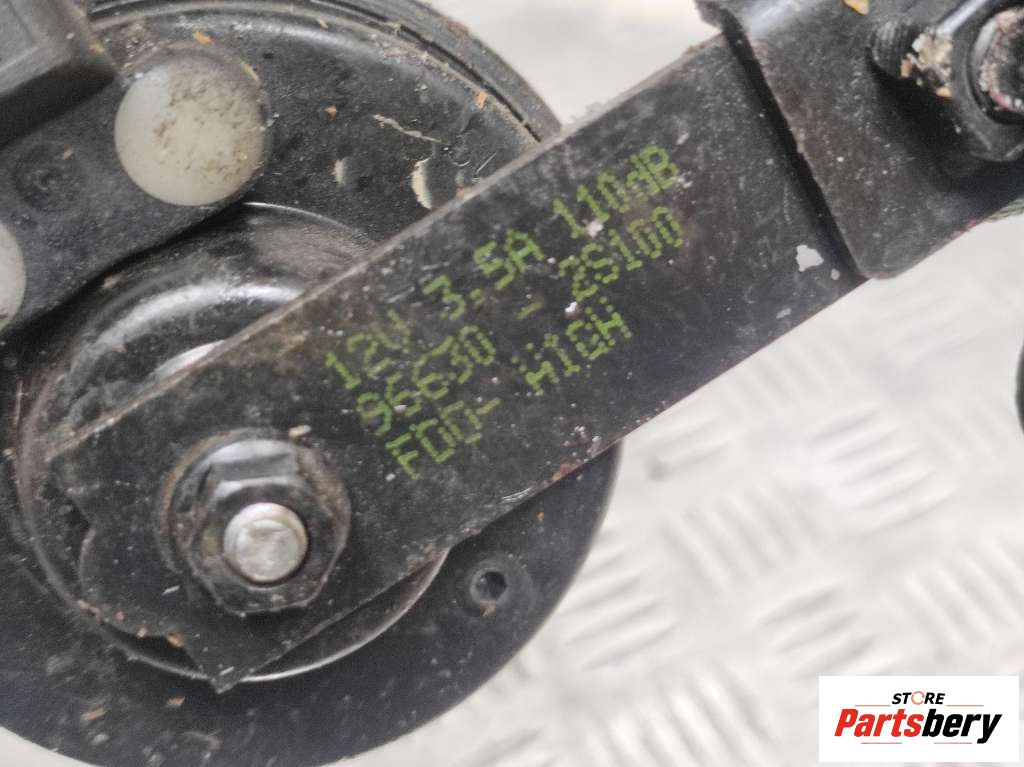 12V 3,5A 110dB
96630 - 2S100
FDD- HIGH
STORE
Partsbery